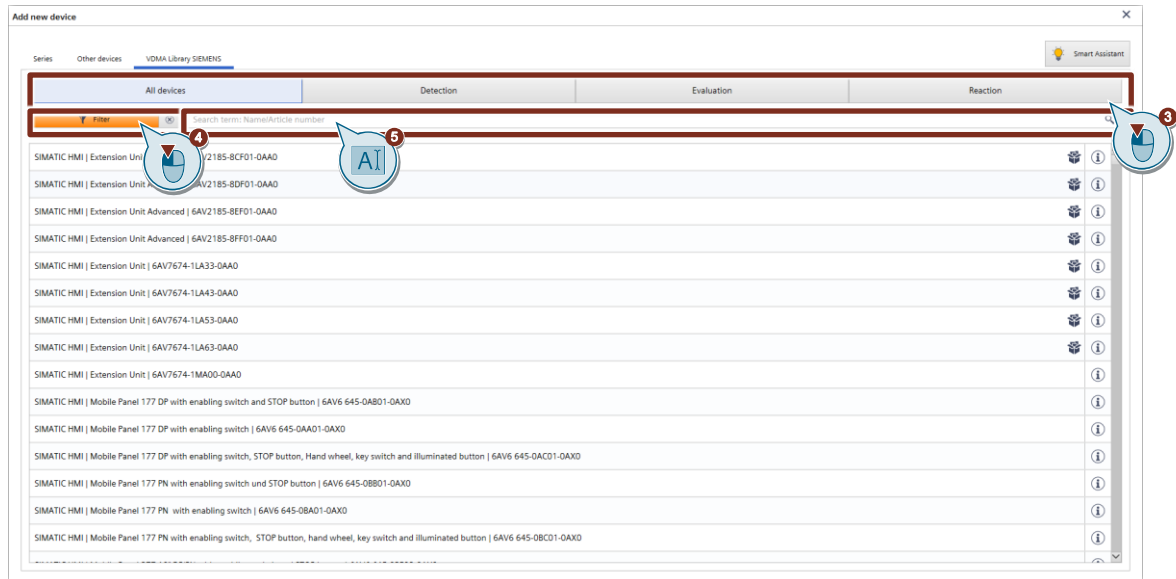 Add new device
Series Other devices VDMA Library SIEMENS Smart Assistant
All devices Detection Evaluation Reaction
3
Filter Search term: Name/Article number
4 5
SIMATIC HMI | Extension AV2185-8CF01-0AA0
AI
SIMATIC HMI | Extension Unit AV2185-8DF01-0AA0
SIMATIC HMI | Extension Unit Advanced | 6AV2185-8EF01-0AA0
SIMATIC HMI | Extension Unit Advanced | 6AV2185-8FF01-0AA0
SIMATIC HMI | Extension Unit | 6AV7674-1LA33-0AA0
SIMATIC HMI | Extension Unit | 6AV7674-1LA43-0AA0
SIMATIC HMI | Extension Unit | 6AV7674-1LA53-0AA0
SIMATIC HMI | Extension Unit | 6AV7674-1LA63-0AA0
SIMATIC HMI | Extension Unit | 6AV7674-1MA00-0AA0
SIMATIC HMI | Mobile Panel 177 DP with enabling switch and STOP button | 6AV6 645-0AB01-0AX0
SIMATIC HMI | Mobile Panel 177 DP with enabling switch | 6AV6 645-0AA01-0AX0
SIMATIC HMI | Mobile Panel 177 DP with enabling switch, STOP button, Hand wheel, key switch and illuminated button | 6AV6 645-0AC01-0AX0
SIMATIC HMI | Mobile Panel 177 PN with enabling switch und STOP button | 6AV6 645-0BB01-0AX0
SIMATIC HMI | Mobile Panel 177 PN with enabling switch | 6AV6 645-0BA01-0AX0
SIMATIC HMI | Mobile Panel 177 PN with enabling switch, STOP button, hand wheel, key switch and illuminated button | 6AV6 645-0BC01-0AX0